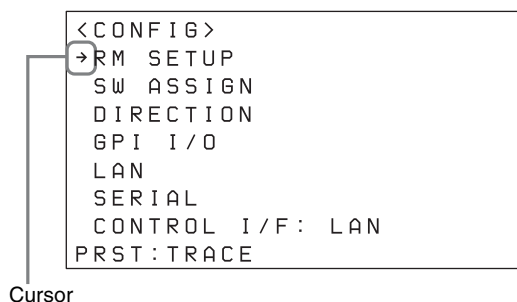 <CONFIG>
→RM SETUP
SW ASSIGN
DIRECTION
GPI I/O
LAN
SERIAL
CONTROL I/F: LAN
PRST:TRACE
Cursor